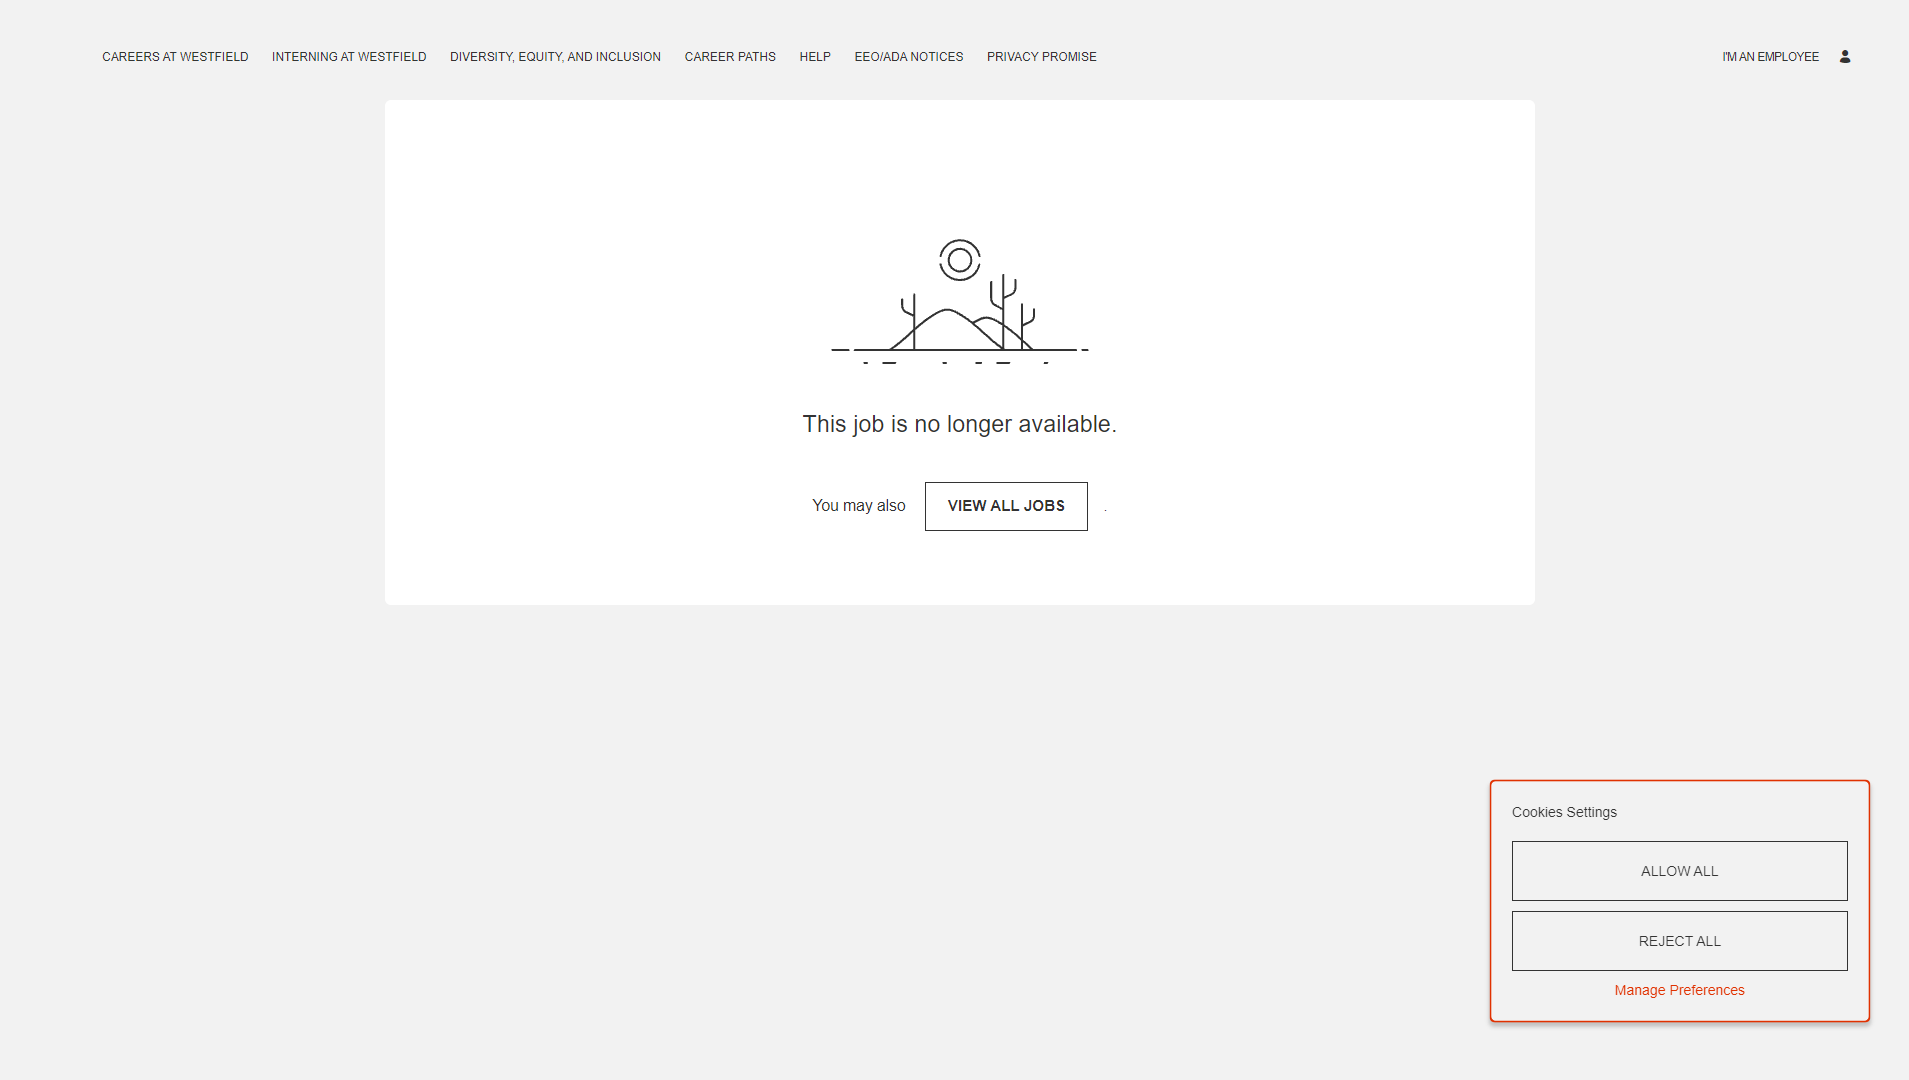 CAREERS AT WESTFIELD INTERNING AT WESTFIELD DIVERSITY, EQUITY, AND INCLUSION CAREER PATHS HELP EEO/ADA NOTICES PRIVACY PROMISE I'M AN EMPLOYEE
This job is no longer available.
You may also VIEW ALL JOBS .
Cookies Settings
ALLOW ALL
REJECT ALL
Manage Preferences